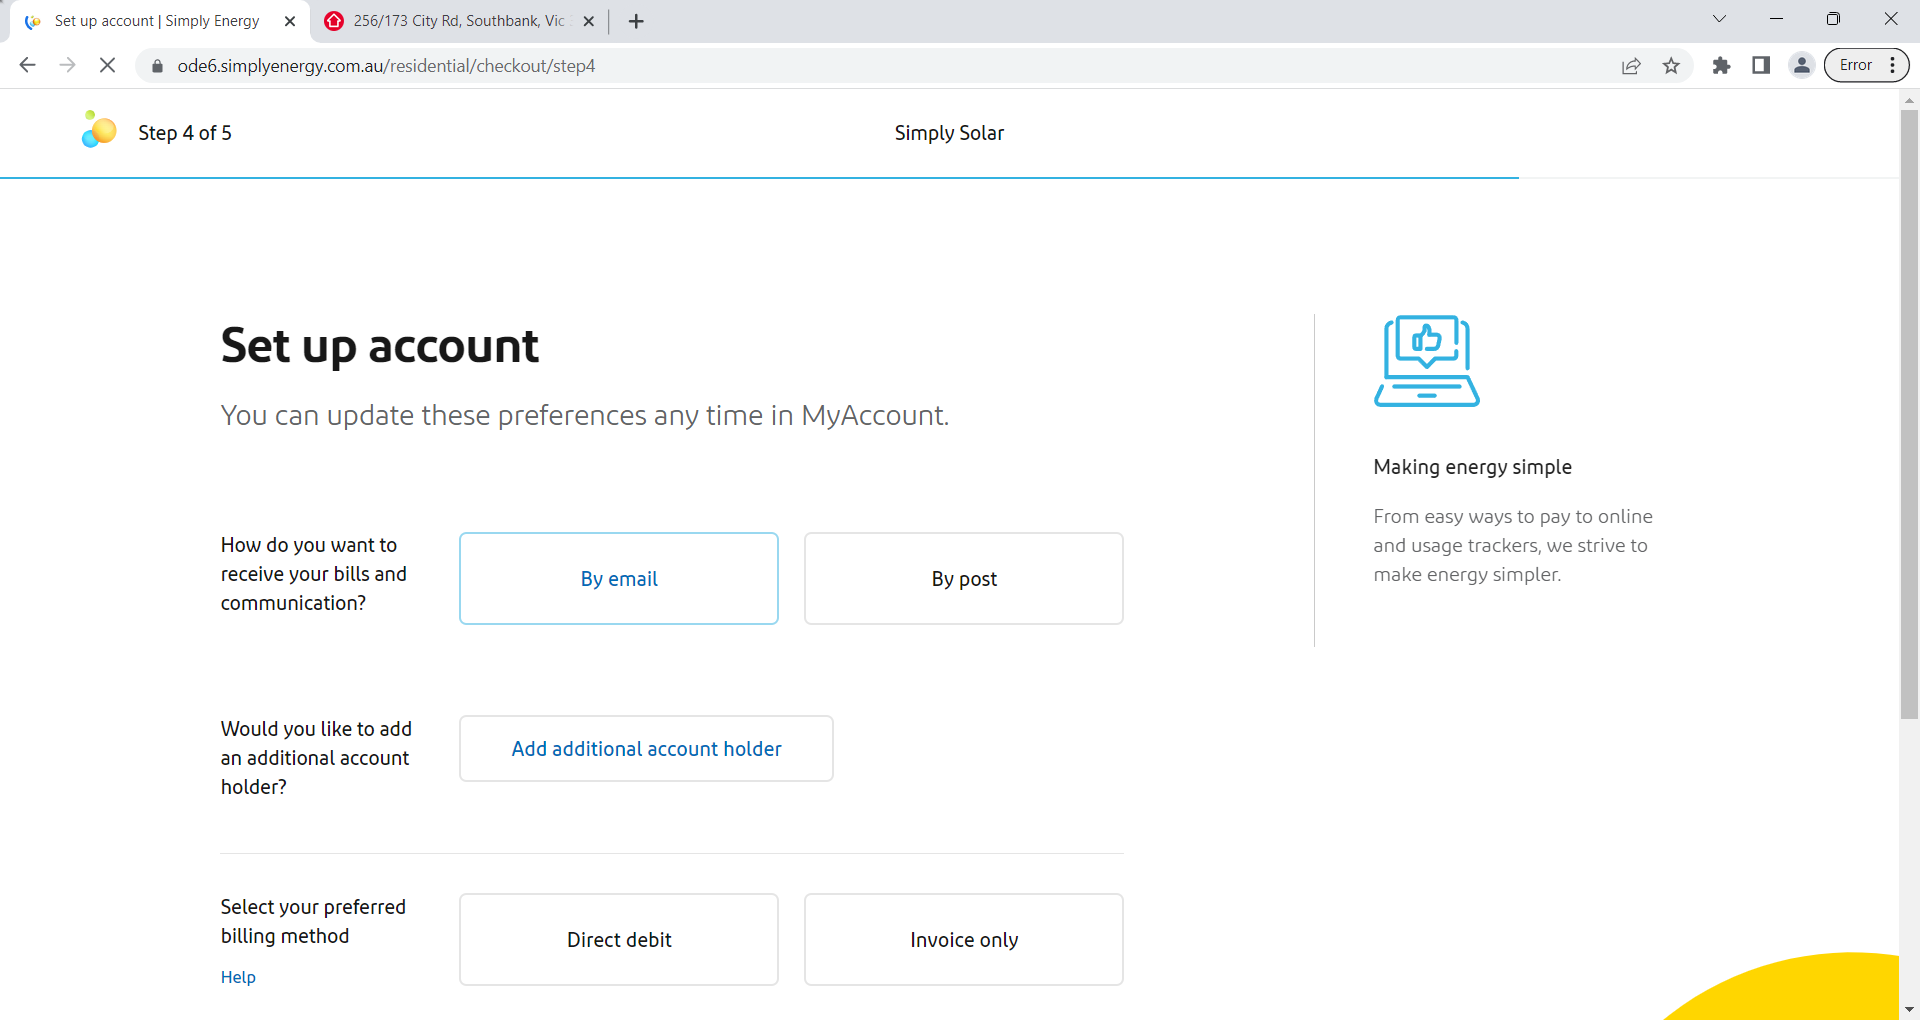 Set up account | Simply Energy
256/173 City Rd, Southbank, Vic
ode6.simplyenergy.com.au/residential/checkout/step4
Error
Step 4 of 5
Simply Solar
Set up account
You can update these preferences any time in MyAccount.
How do you want to
receive your bills and
communication?
By email
By post
Making energy simple
From easy ways to pay to online
and usage trackers, we strive to
make energy simpler.
Would you like to add
an additional account
holder?
Add additional account holder
Select your preferred
billing method
Help
Direct debit
Invoice only